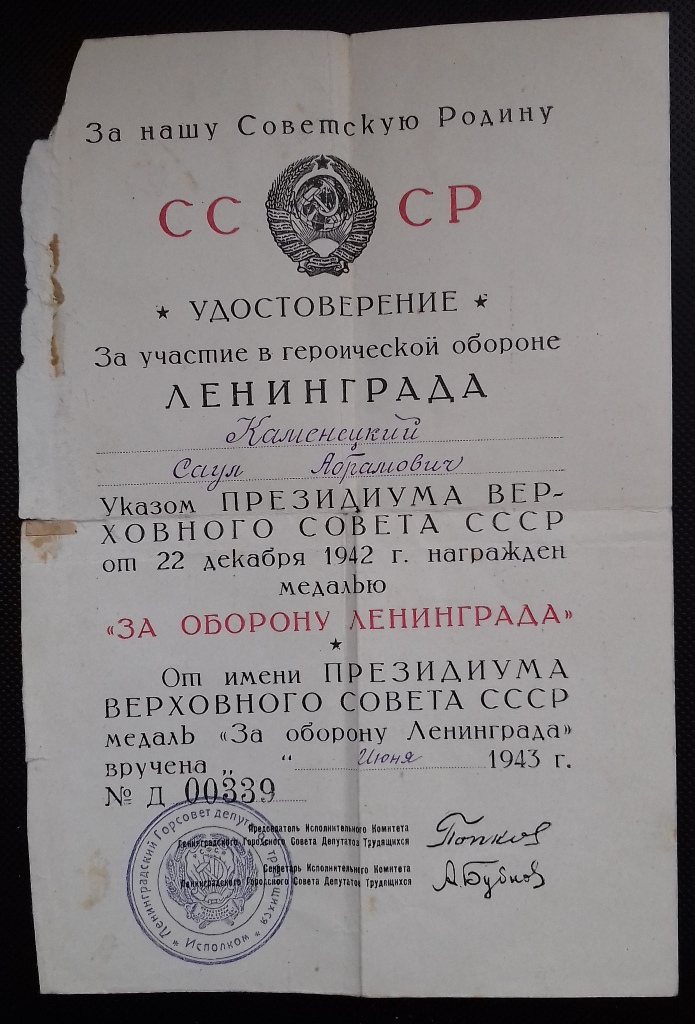 За нашу Советскую Родину
СС СР
★ УДОСТОВЕРЕНИЕ ★
За участие в героической обороне
ЛЕНИНГРАДА
Каменецкий
Саул Абрамович
Указом ПРЕЗИДИУМА ВЕР-
ХОВНОГО СОВЕТА СССР
от 22 декабря 1942 г. награжден
медалью
«ЗА ОБОРОНУ ЛЕНИНГРАДА»
★
От имени ПРЕЗИДИУМА
ВЕРХОВНОГО СОВЕТА СССР
медаль «За оборону Ленинграда»
вручена „ “ Июня 1943 г.
№ Д 00339
Председатель Исполнительного Комитета
Ленинградского Городского Совета Депутатов Трудящихся
Попков
Секретарь Исполнительного Комитета
Ленинградского Городского Совета Депутатов Трудящихся
А.Бубнов
Ленинградский Горсовет депутатов трудящихся
★ Исполком ★